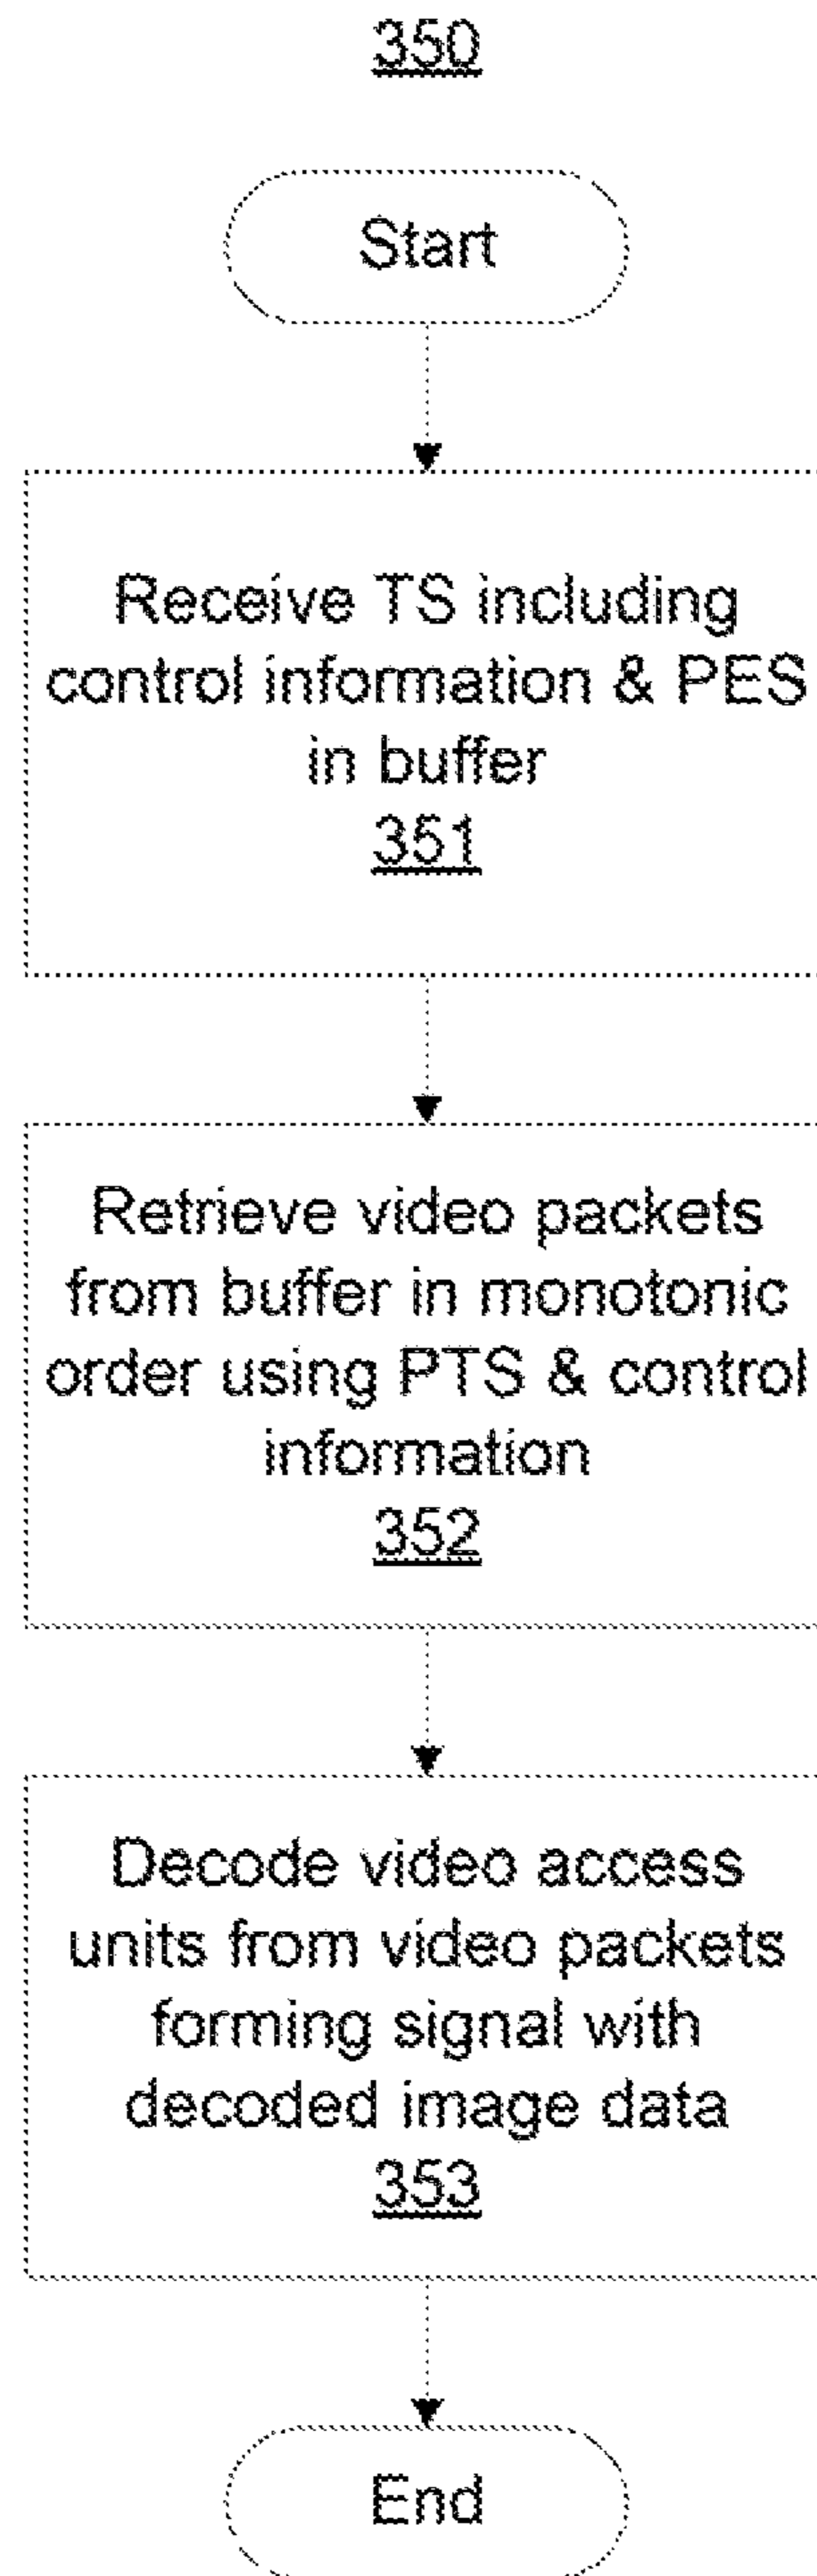 350
Start
Receive TS including
control information & PES
in buffer
351
Retrieve video packets
from buffer in monotonic
order using PTS & control
information
352
Decode video access
units from video packets
forming signal with
decoded image data
353
End